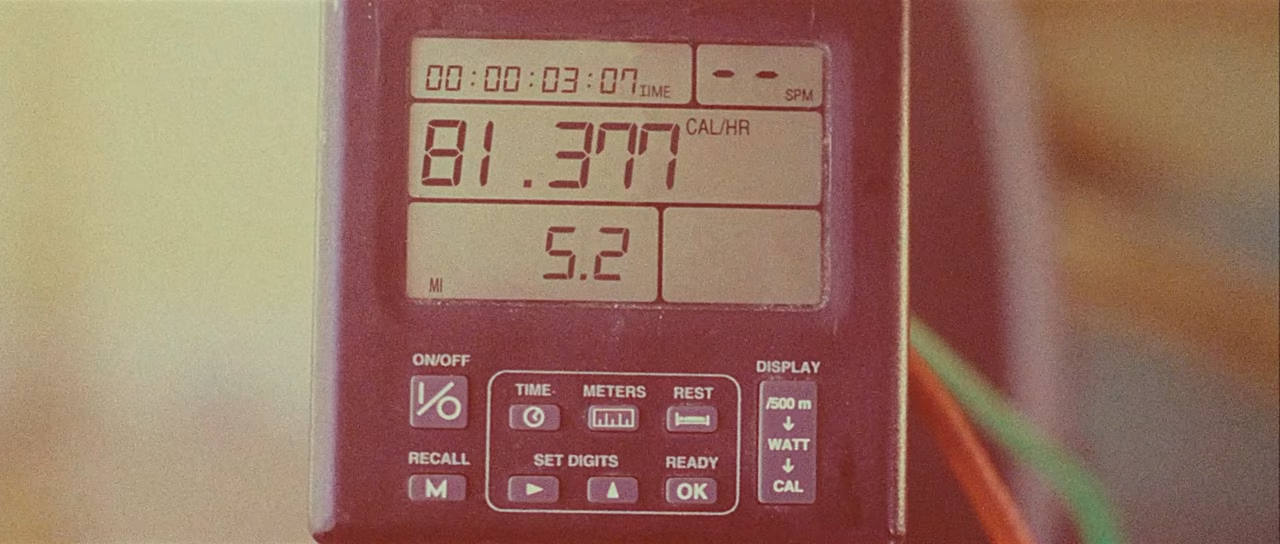 00:00:03:07 TIME
-- SPM
81.377 CAL/HR
5.2
MI
ON/OFF
I/O
TIME
METERS
REST
DISPLAY
/500 m
WATT
CAL
RECALL
M
SET DIGITS
READY
OK